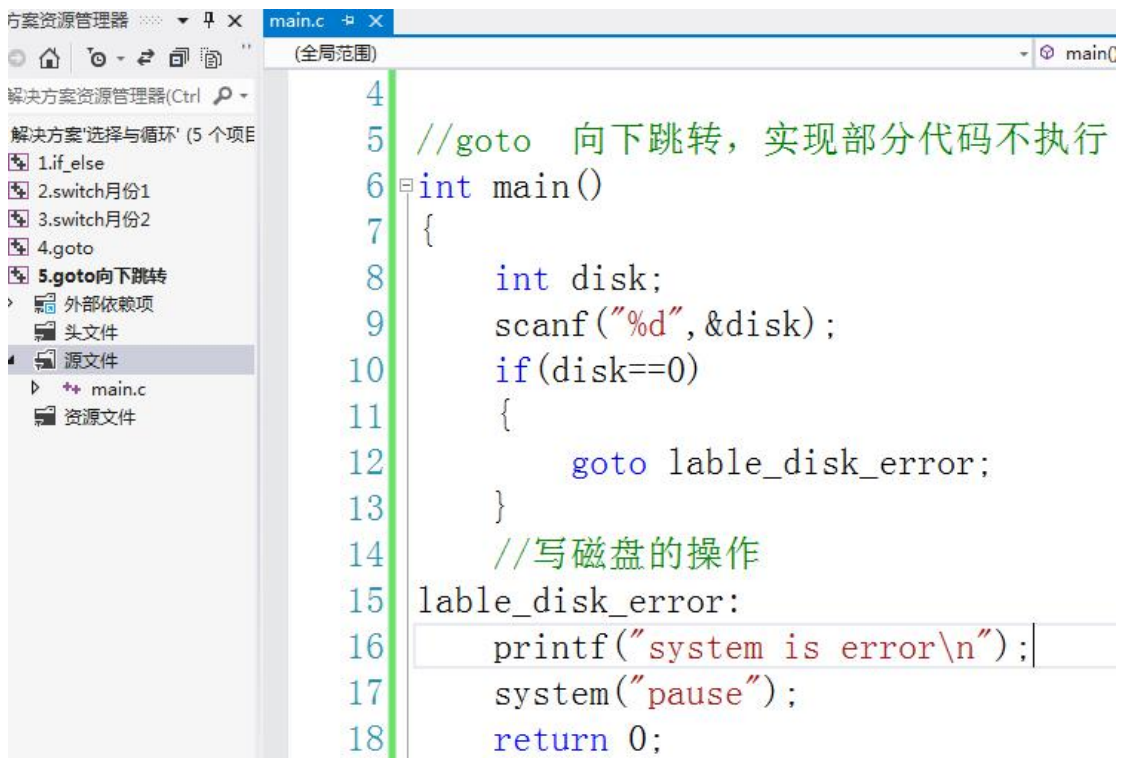 方案资源管理器
main.c
(全局范围)
main()
解决方案资源管理器(Ctrl
解决方案'选择与循环' (5 个项目
1.if_else
2.switch月份1
3.switch月份2
4.goto
5.goto向下跳转
外部依赖项
头文件
源文件
main.c
资源文件
4
5 //goto 向下跳转，实现部分代码不执行
6 int main()
7 {
8 int disk;
9 scanf("%d",&disk);
10 if(disk==0)
11 {
12 goto lable_disk_error;
13 }
14 //写磁盘的操作
15 lable_disk_error:
16 printf("system is error\n");
17 system("pause");
18 return 0;